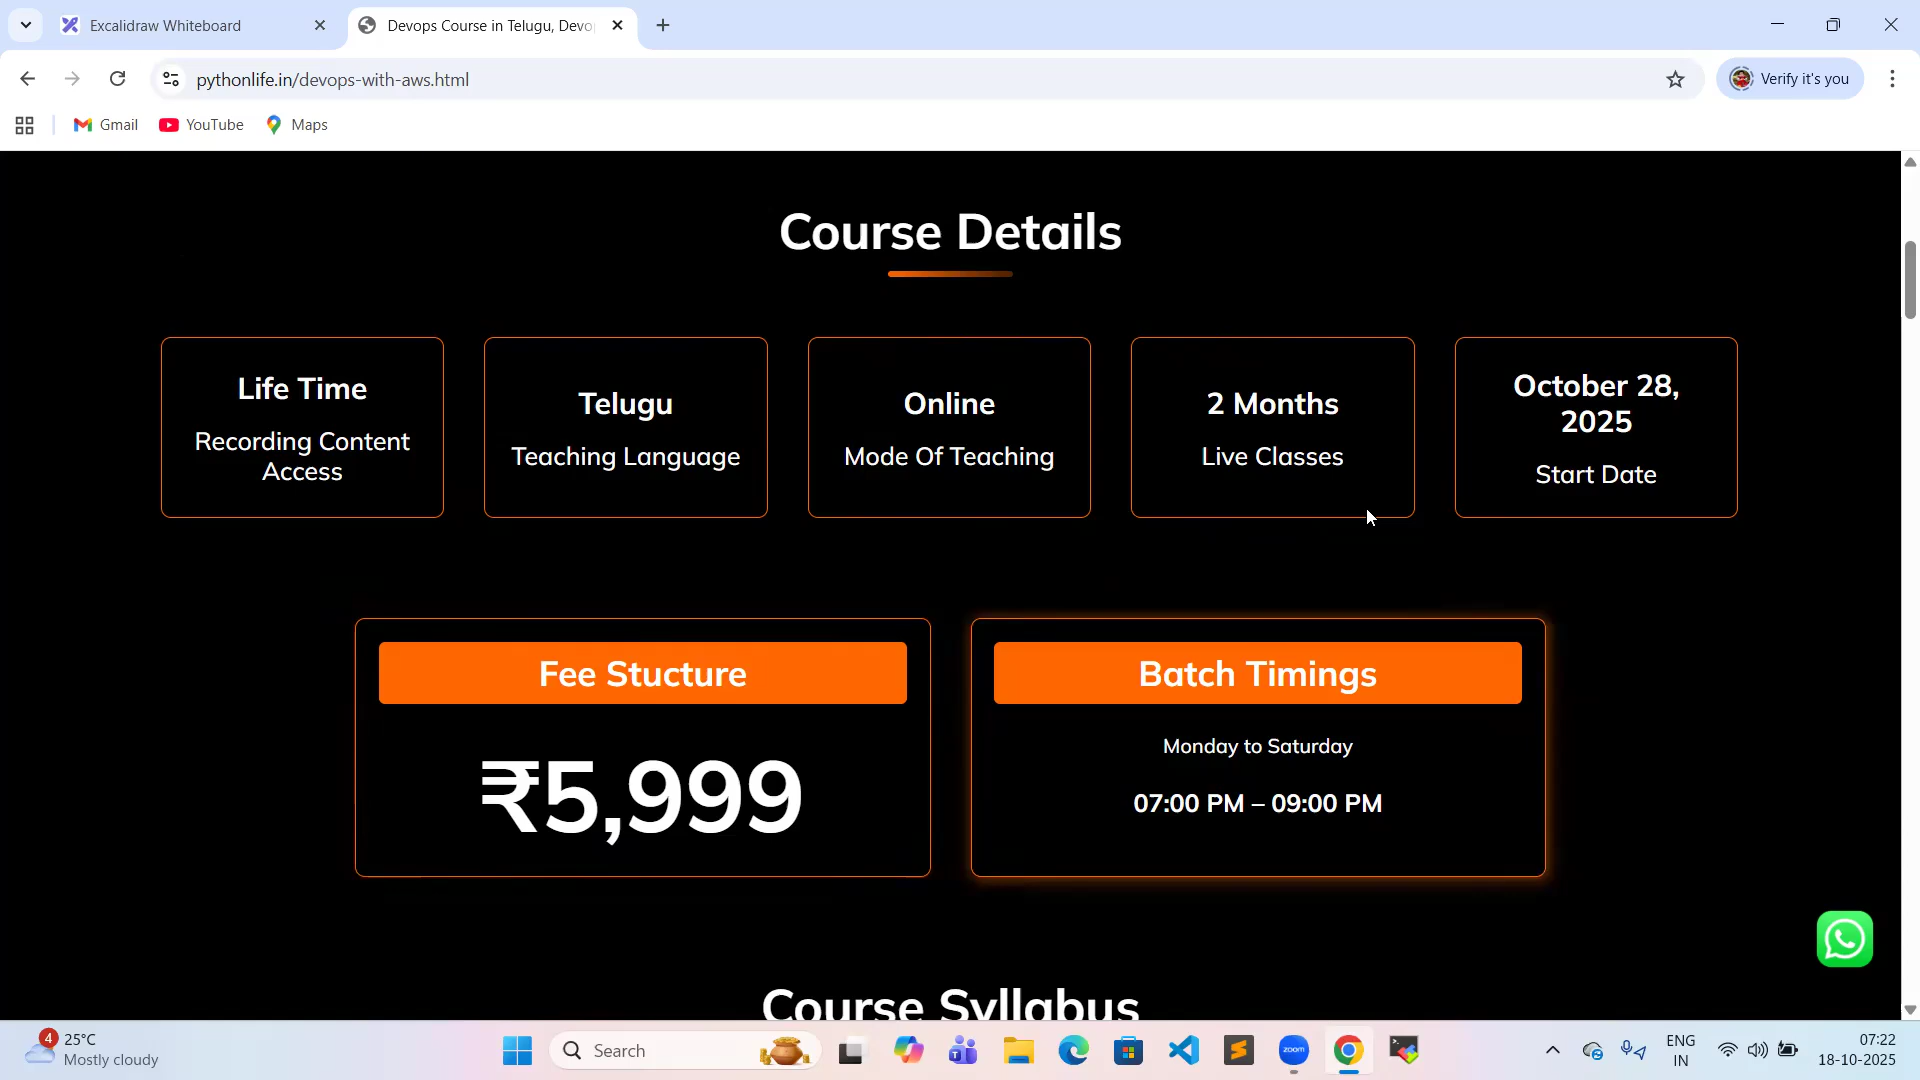 Excalidraw Whiteboard
Devops Course in Telugu, Devo
pythonlife.in/devops-with-aws.html
Verify it's you
Gmail
YouTube
Maps
Course Details
Life Time
Recording Content
Access
Telugu
Teaching Language
Online
Mode Of Teaching
2 Months
Live Classes
October 28,
2025
Start Date
Fee Stucture
₹5,999
Batch Timings
Monday to Saturday
07:00 PM – 09:00 PM
Course Syllabus
4
25°C
Mostly cloudy
Search
zoom
ENG
IN
07:22
18-10-2025